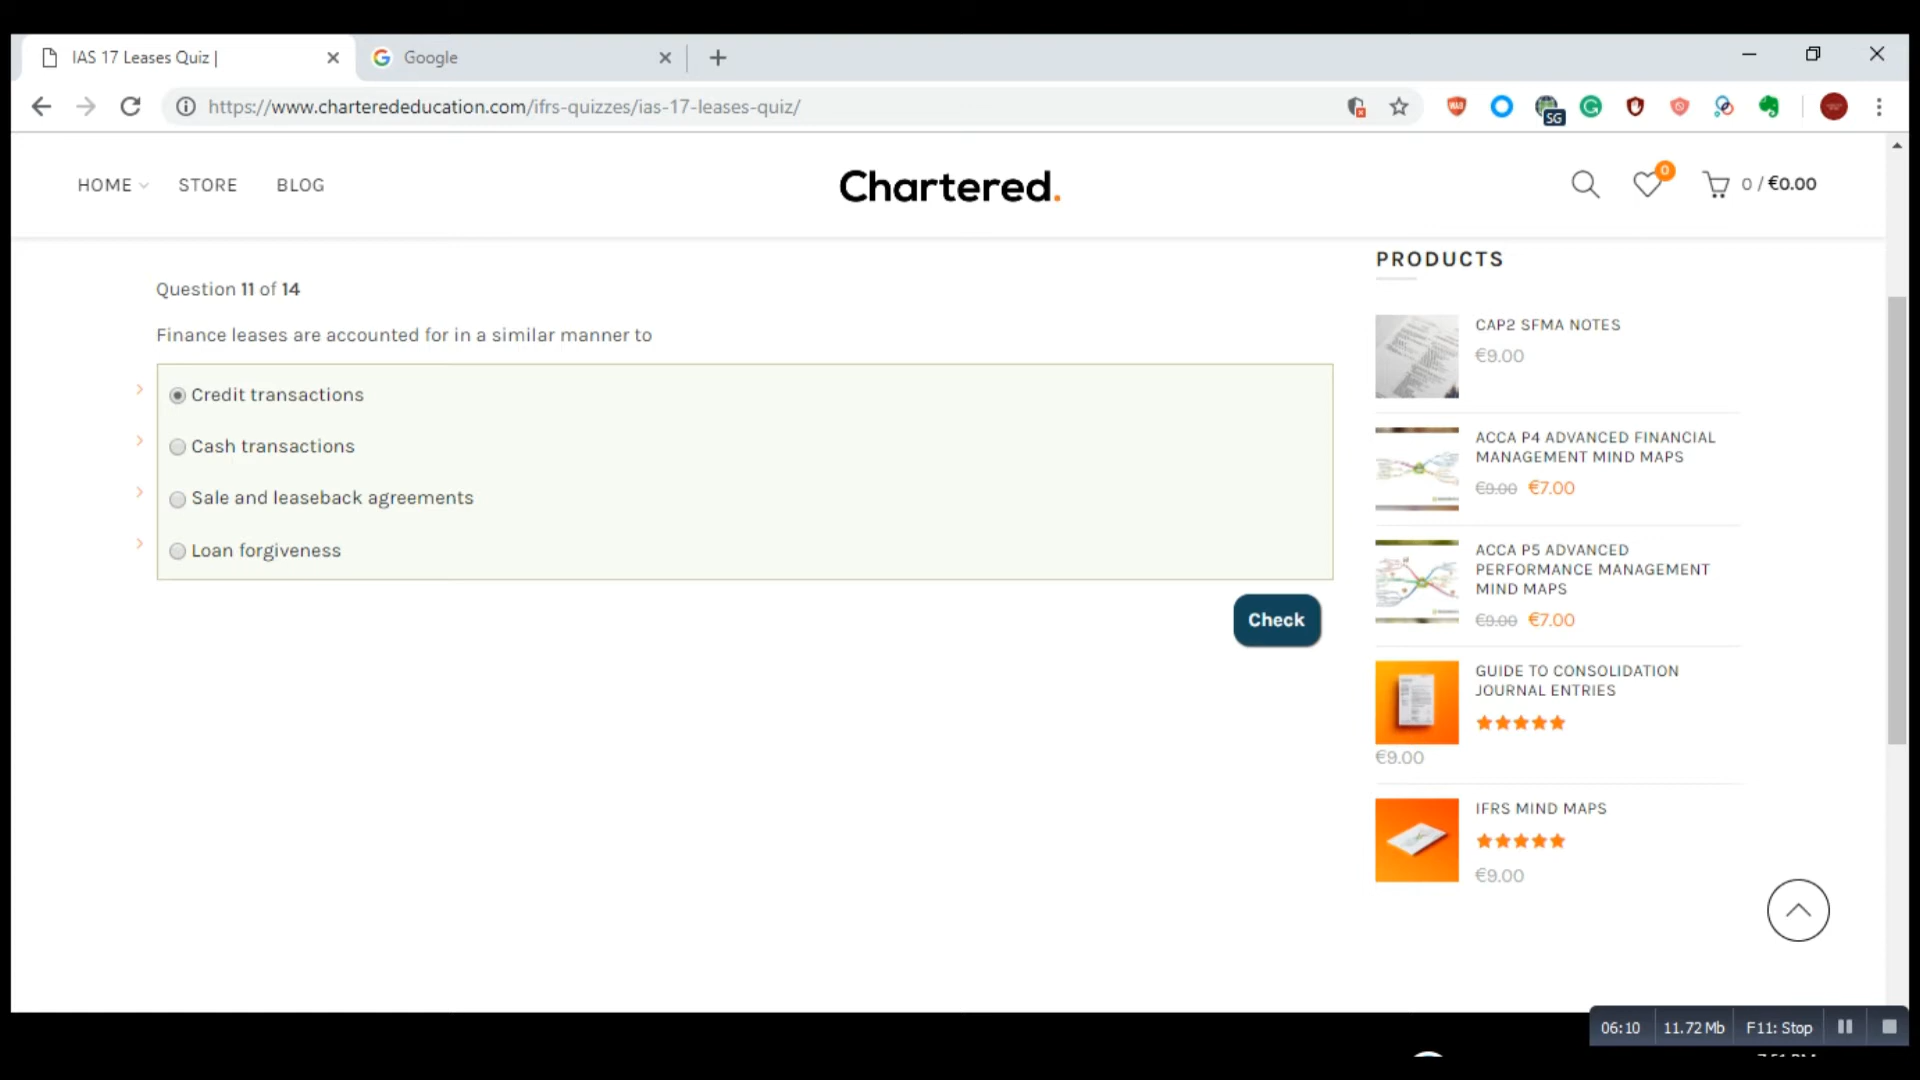 IAS 17 Leases Quiz |
Google
https://www.charterededucation.com/ifrs-quizzes/ias-17-leases-quiz/
SG
HOME
STORE
BLOG
Chartered.
0
0 / €0.00
Question 11 of 14
Finance leases are accounted for in a similar manner to
Credit transactions
Cash transactions
Sale and leaseback agreements
Loan forgiveness
Check
PRODUCTS
CAP2 SFMA NOTES
€9.00
ACCA P4 ADVANCED FINANCIAL
MANAGEMENT MIND MAPS
€9.00 €7.00
ACCA P5 ADVANCED
PERFORMANCE MANAGEMENT
MIND MAPS
€9.00 €7.00
GUIDE TO CONSOLIDATION
JOURNAL ENTRIES
€9.00
IFRS MIND MAPS
€9.00
06:10
11.72 Mb
F11: Stop